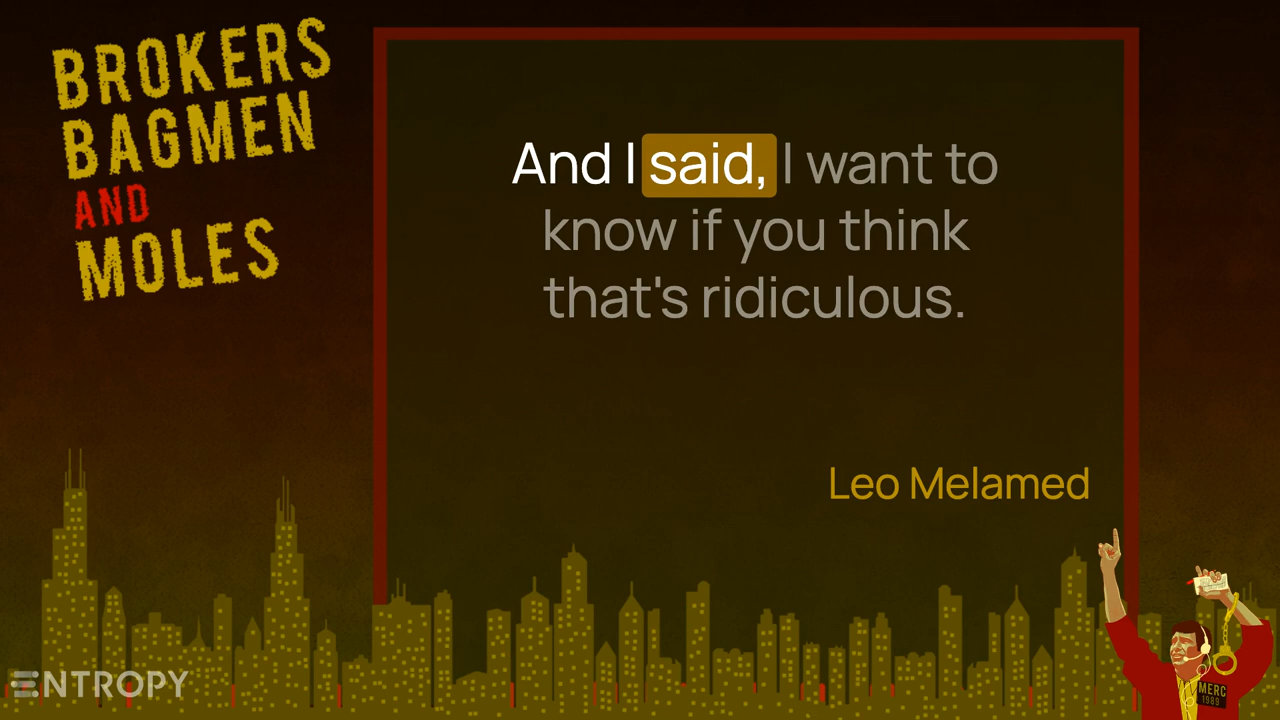 BROKERS
BAGMEN
AND
MOLES
And I said, I want to
know if you think
that's ridiculous.
Leo Melamed
ENTROPY
MERC
1989